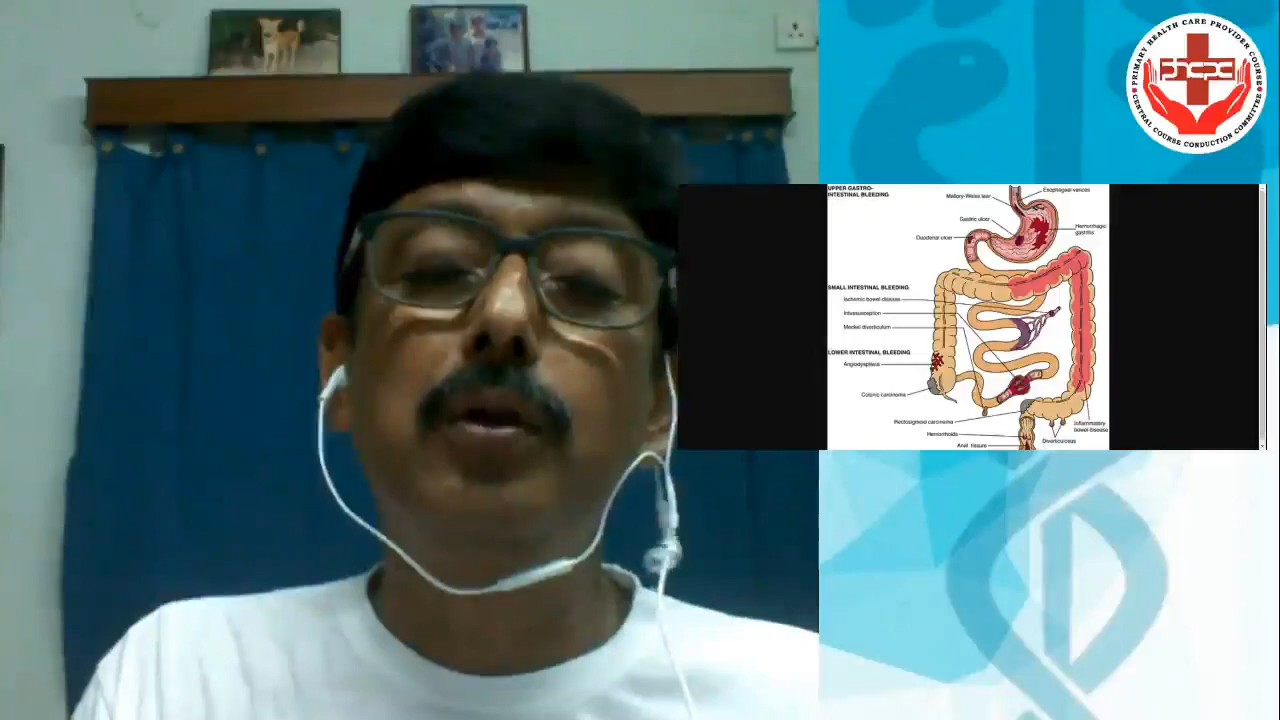 PRIMARY HEALTH CARE PROVIDER COURSE
PHCPC
CENTRAL COURSE CONDUCTION COMMITTEE
UPPER GASTRO-
INTESTINAL BLEEDING
Esophageal varices
Mallory-Weiss tear
Gastric ulcer
Hemorrhagic
gastritis
Duodenal ulcer
SMALL INTESTINAL BLEEDING
Ischemic bowel disease
Intussusception
Meckel diverticulum
LOWER INTESTINAL BLEEDING
Angiodysplasia
Colonic carcinoma
Rectosigmoid carcinoma
Inflammatory
bowel disease
Hemorrhoids
Diverticulosis
Anal fissure